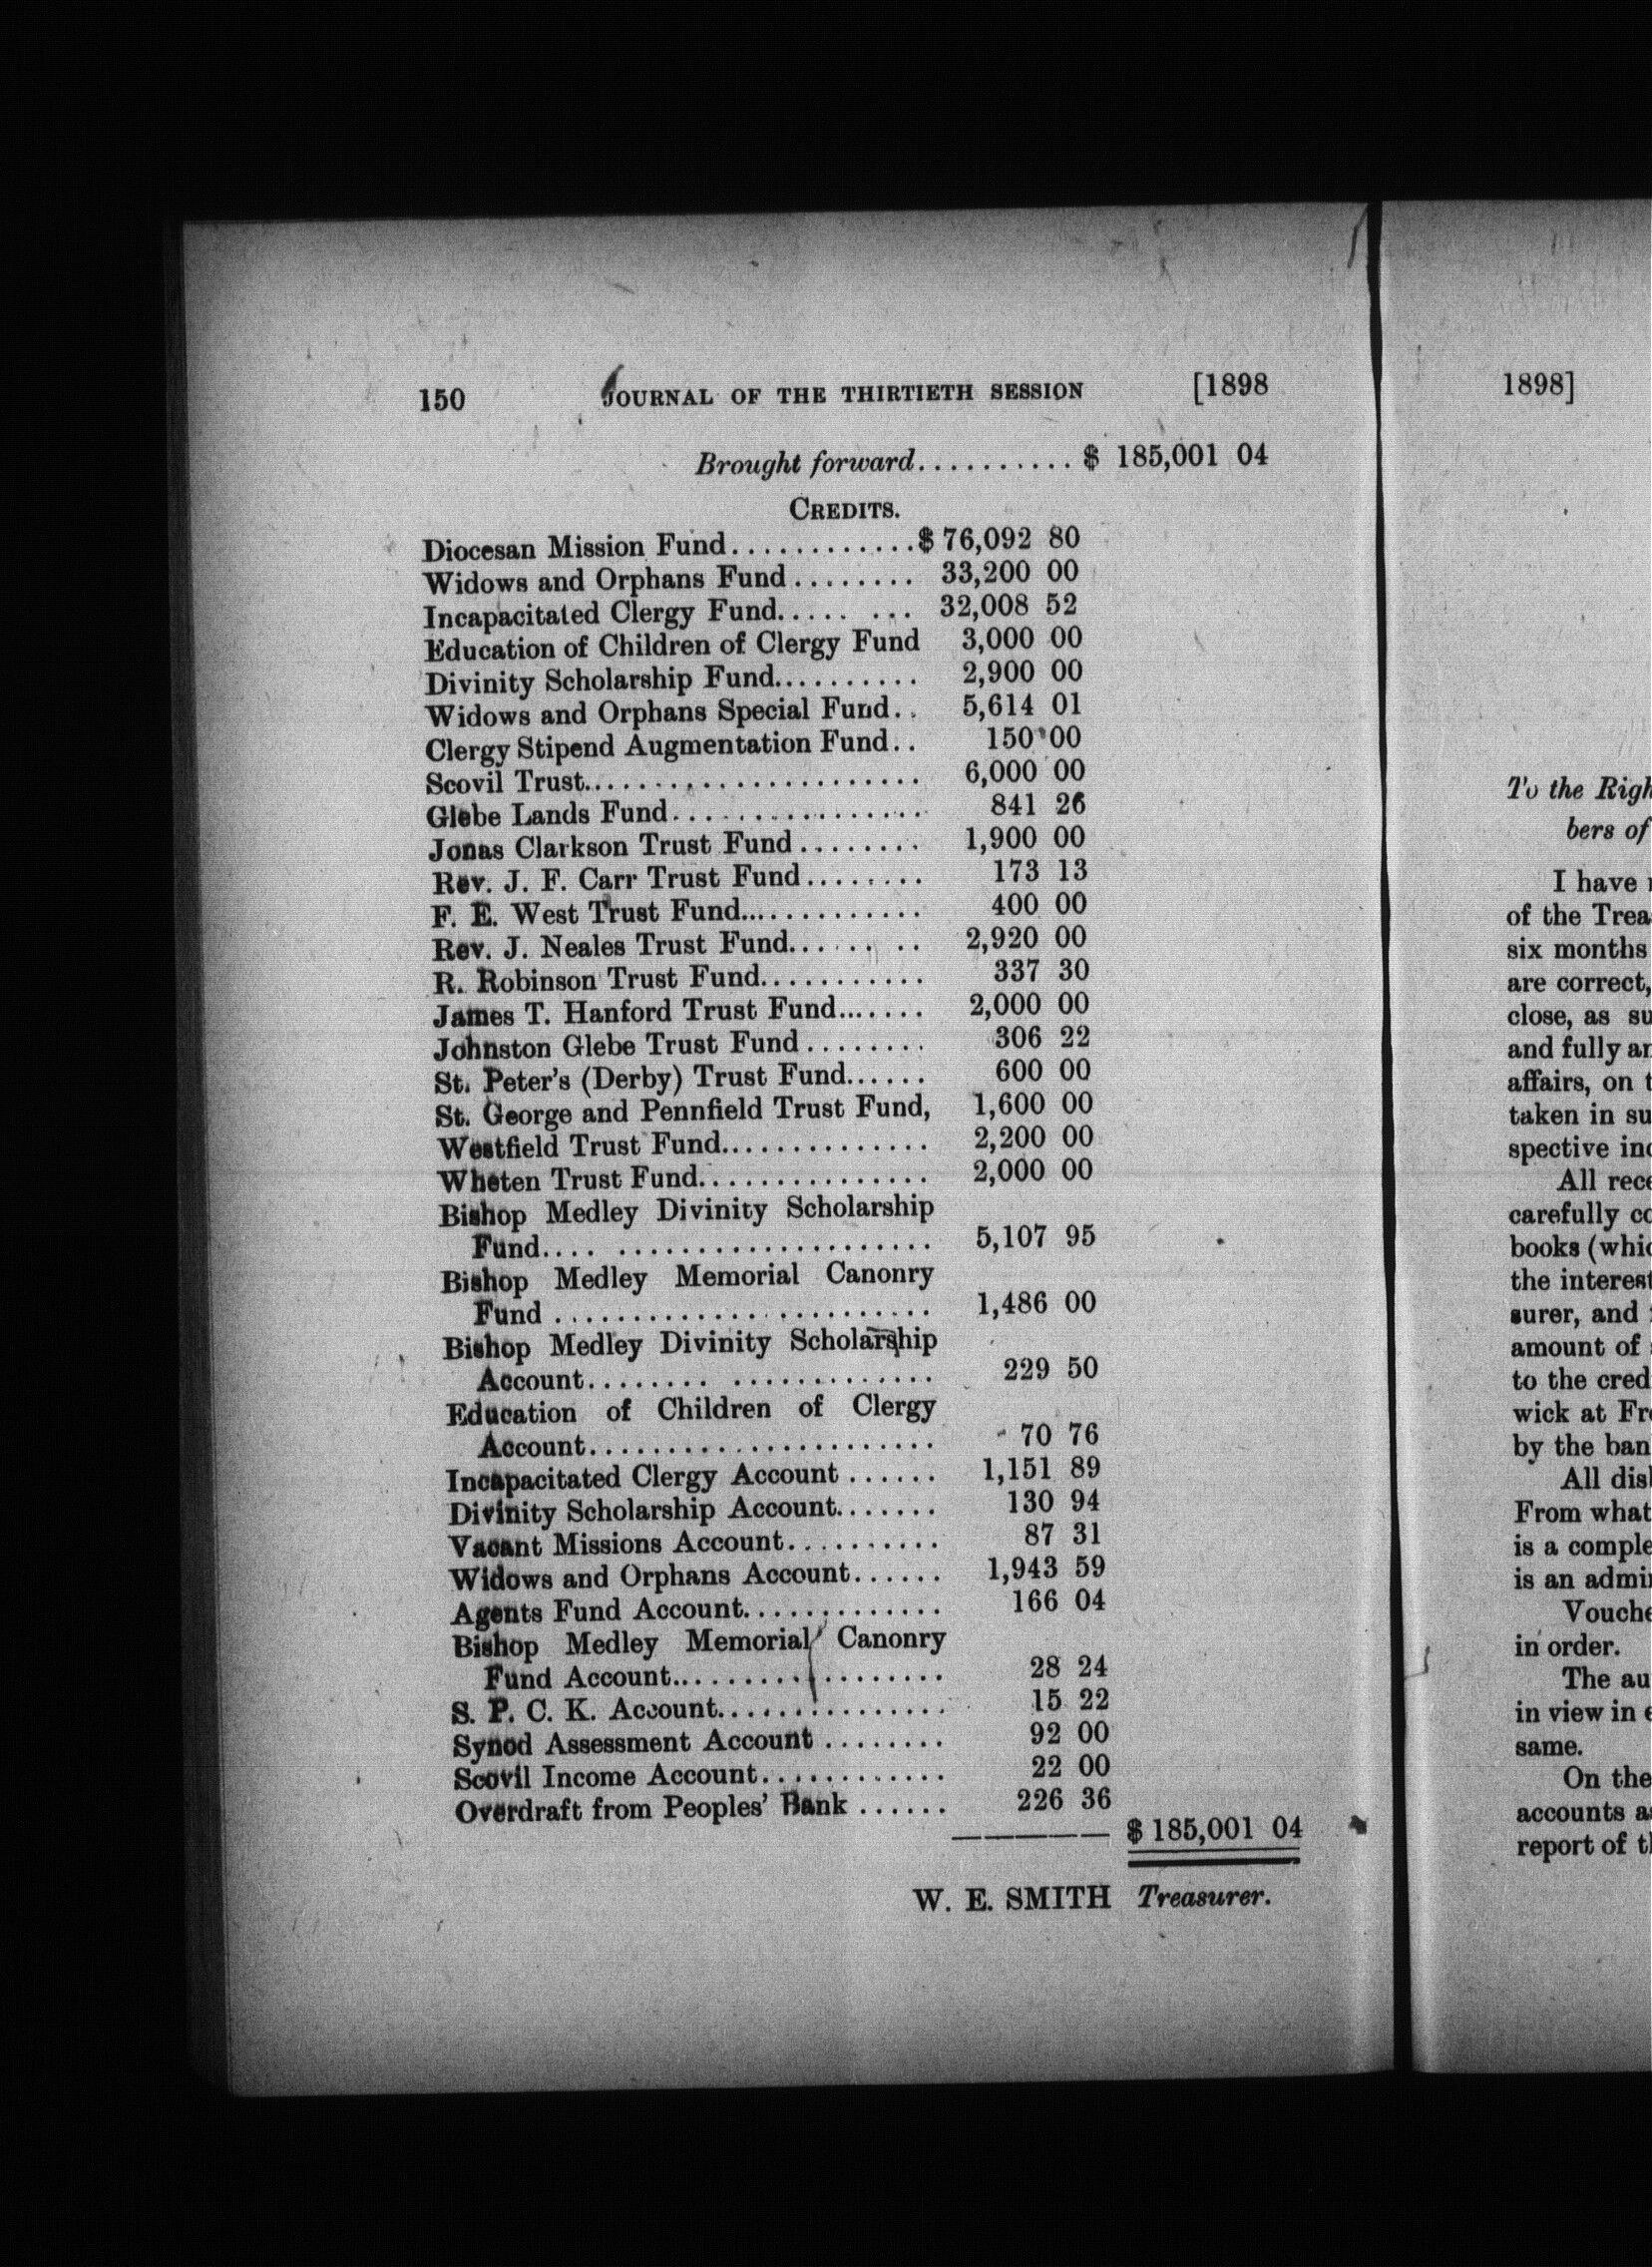 150 JOURNAL OF THE THIRTIETH SESSION [1898
Brought forward.......... $ 185,001 04
CREDITS.
Diocesan Mission Fund............$ 76,092 80
Widows and Orphans Fund........ 33,200 00
Incapacitated Clergy Fund..... ... 32,008 52
Education of Children of Clergy Fund 3,000 00
Divinity Scholarship Fund.......... 2,900 00
Widows and Orphans Special Fund.. 5,614 01
Clergy Stipend Augmentation Fund.. 150 00
Scovil Trust...................... 6,000 00
Glebe Lands Fund................ 841 26
Jonas Clarkson Trust Fund........ 1,900 00
Rev. J. F. Carr Trust Fund........ 173 13
F. E. West Trust Fund............. 400 00
Rev. J. Neales Trust Fund........ 2,920 00
R. Robinson Trust Fund........... 337 30
James T. Hanford Trust Fund....... 2,000 00
Johnston Glebe Trust Fund........ 306 22
St. Peter's (Derby) Trust Fund...... 600 00
St. George and Pennfield Trust Fund, 1,600 00
Westfield Trust Fund.............. 2,200 00
Wheten Trust Fund............... 2,000 00
Bishop Medley Divinity Scholarship
Fund.... .................... 5,107 95
Bishop Medley Memorial Canonry
Fund ........................ 1,486 00
Bishop Medley Divinity Scholarship
Account........ ............. 229 50
Education of Children of Clergy
Account...................... 70 76
Incapacitated Clergy Account ...... 1,151 89
Divinity Scholarship Account....... 130 94
Vacant Missions Account.......... 87 31
Widows and Orphans Account...... 1,943 59
Agents Fund Account............. 166 04
Bishop Medley Memorial Canonry
Fund Account................. 28 24
S. P. C. K. Account............... 15 22
Synod Assessment Account ........ 92 00
Scovil Income Account............ 22 00
Overdraft from Peoples' Bank ...... 226 36
$ 185,001 04
W. E. SMITH Treasurer.
1898]
To the Righ
bers of
I have
of the Trea
six months
are correct,
close, as su
and fully an
affairs, on t
taken in su
spective inc
All rece
carefully co
books (whic
the interest
surer, and
amount of
to the cred
wick at Fre
by the ban
All disl
From what
is a comple
is an admi
Vouche
in order.
The au
in view in e
same.
On the
accounts a
report of t